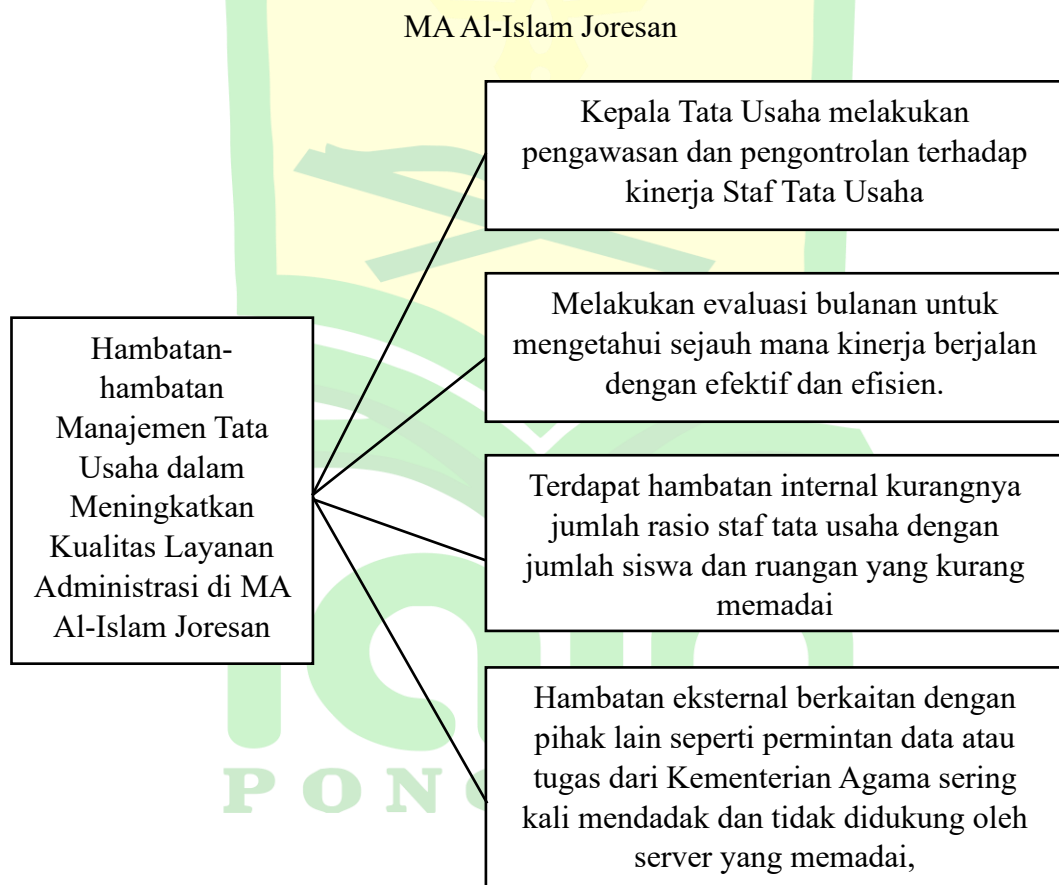 MA Al-Islam Joresan
Kepala Tata Usaha melakukan
pengawasan dan pengontrolan terhadap
kinerja Staf Tata Usaha
Melakukan evaluasi bulanan untuk
mengetahui sejauh mana kinerja berjalan
dengan efektif dan efisien.
Hambatan-
hambatan
Manajemen Tata
Usaha dalam
Meningkatkan
Kualitas Layanan
Administrasi di MA
Al-Islam Joresan
Terdapat hambatan internal kurangnya
jumlah rasio staf tata usaha dengan
jumlah siswa dan ruangan yang kurang
memadai
Hambatan eksternal berkaitan dengan
pihak lain seperti permintan data atau
tugas dari Kementerian Agama sering
kali mendadak dan tidak didukung oleh
server yang memadai,